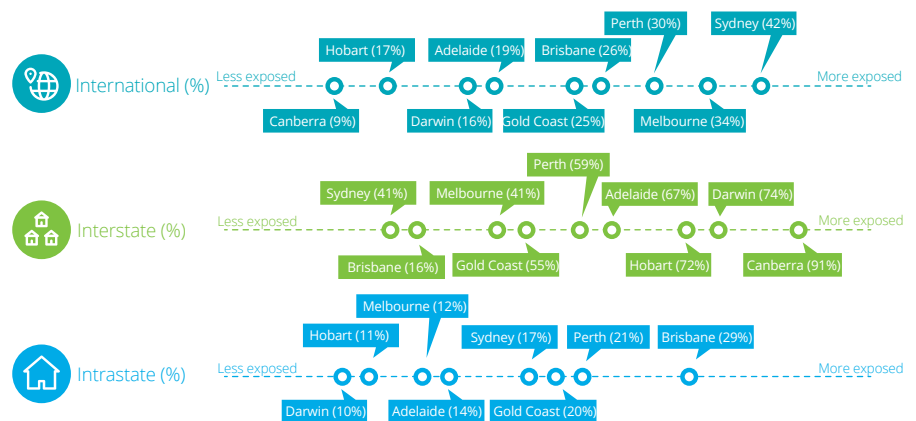 Perth (30%)
Sydney (42%)
Hobart (17%)
Adelaide (19%)
Brisbane (26%)
International (%)
Less exposed
More exposed
Canberra (9%)
Darwin (16%)
Gold Coast (25%)
Melbourne (34%)
Perth (59%)
Sydney (41%)
Melbourne (41%)
Adelaide (67%)
Darwin (74%)
Interstate (%)
Less exposed
More exposed
Brisbane (16%)
Gold Coast (55%)
Hobart (72%)
Canberra (91%)
Melbourne (12%)
Hobart (11%)
Sydney (17%)
Perth (21%)
Brisbane (29%)
Intrastate (%)
Less exposed
More exposed
Darwin (10%)
Adelaide (14%)
Gold Coast (20%)